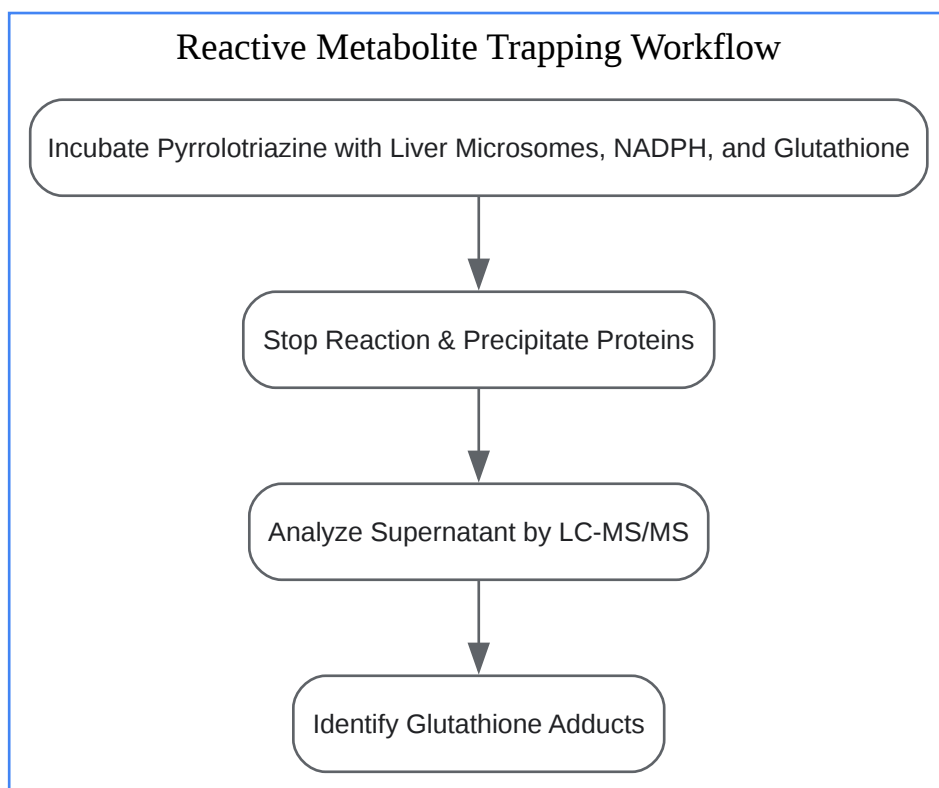 Reactive Metabolite Trapping Workflow
Incubate Pyrrolotriazine with Liver Microsomes, NADPH, and Glutathione
Stop Reaction & Precipitate Proteins
Analyze Supernatant by LC-MS/MS
Identify Glutathione Adducts